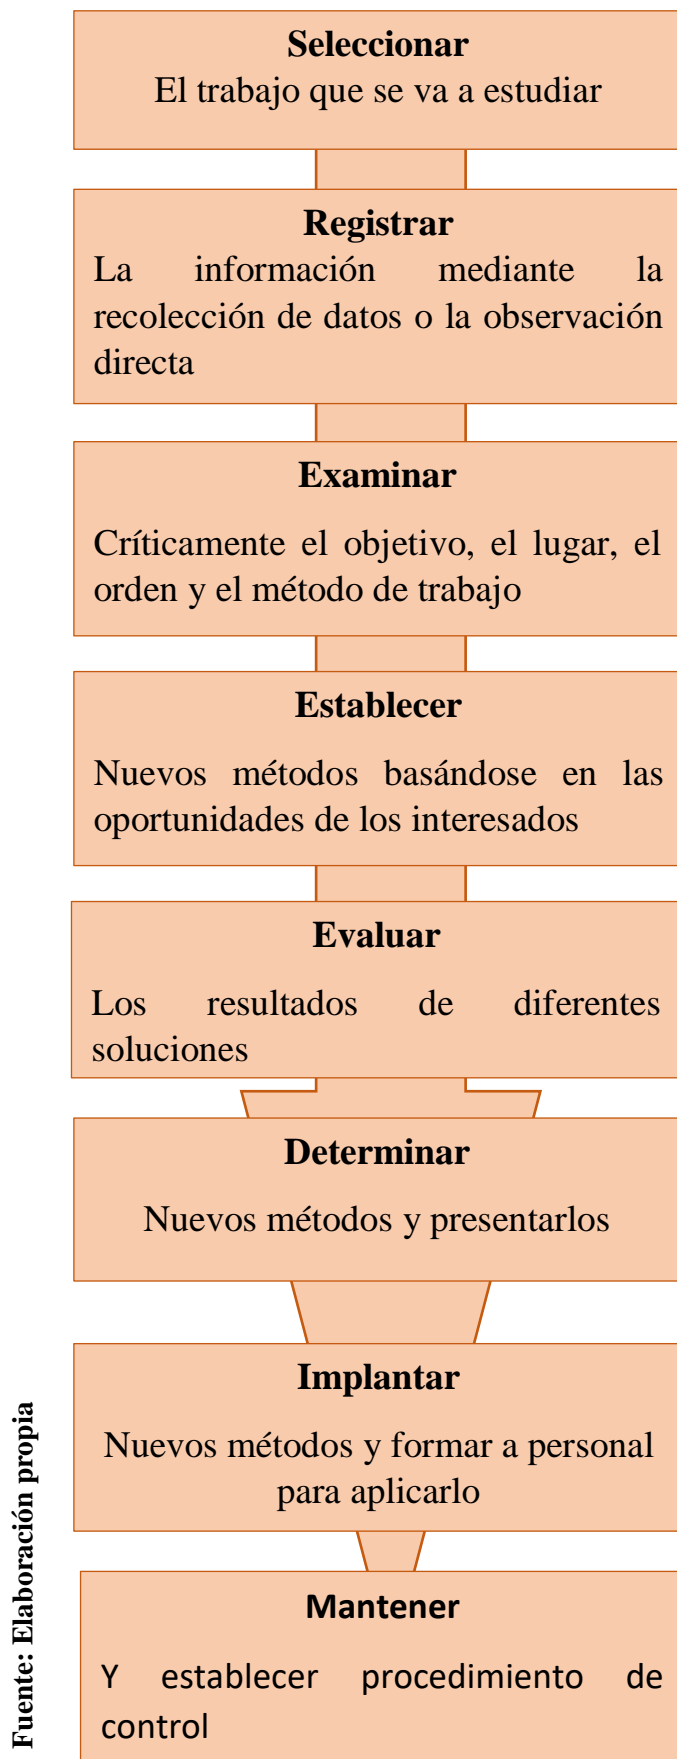 Seleccionar
El trabajo que se va a estudiar
Registrar
La información mediante la
recolección de datos o la observación
directa
Examinar
Críticamente el objetivo, el lugar, el
orden y el método de trabajo
Establecer
Nuevos métodos basándose en las
oportunidades de los interesados
Evaluar
Los resultados de diferentes
soluciones
Determinar
Nuevos métodos y presentarlos
Implantar
Nuevos métodos y formar a personal
para aplicarlo
Mantener
Y establecer procedimiento de
control
Fuente: Elaboración propia